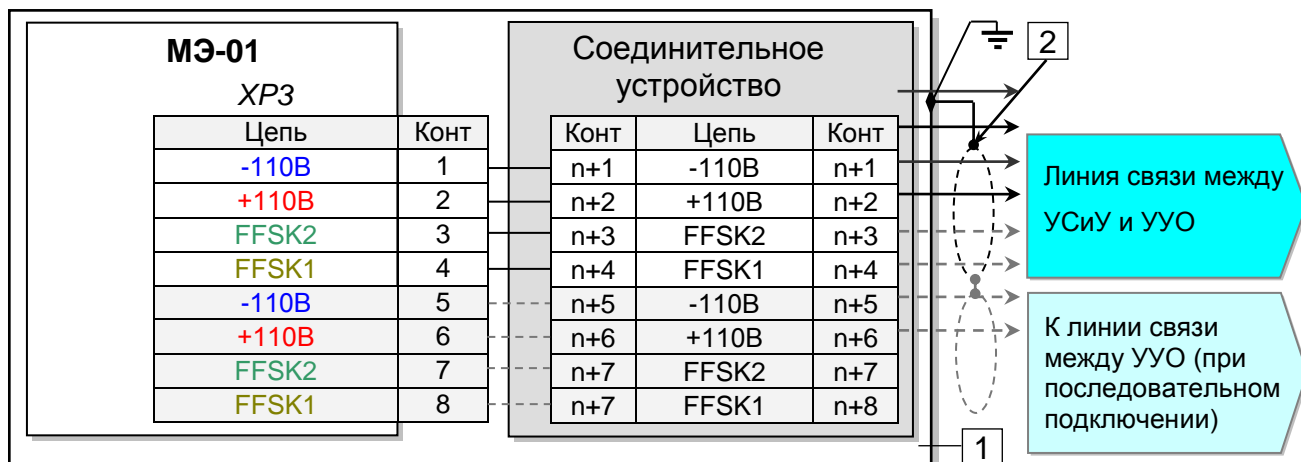 МЭ-01
XP3
Цепь Конт
-110В 1
+110В 2
FFSK2 3
FFSK1 4
-110В 5
+110В 6
FFSK2 7
FFSK1 8
Соединительное
устройство
Конт Цепь Конт
n+1 -110В n+1
n+2 +110В n+2
n+3 FFSK2 n+3
n+4 FFSK1 n+4
n+5 -110В n+5
n+6 +110В n+6
n+7 FFSK2 n+7
n+7 FFSK1 n+8
2
Линия связи между
УСиУ и УУО
К линии связи
между УУО (при
последовательном
подключении)
1